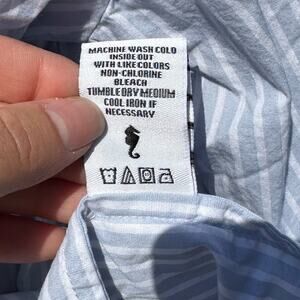 MACHINE WASH COLD
INSIDE OUT
WITH LIKE COLORS
NON-CHLORINE
BLEACH
TUMBLE DRY MEDIUM
COOL IRON IF
NECESSARY